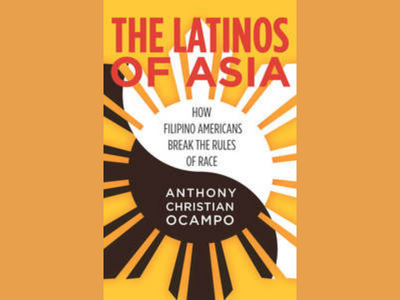 THE LATINOS
OF ASIA
HOW
FILIPINO AMERICANS
BREAK THE RULES
OF RACE
ANTHONY
CHRISTIAN
OCAMPO